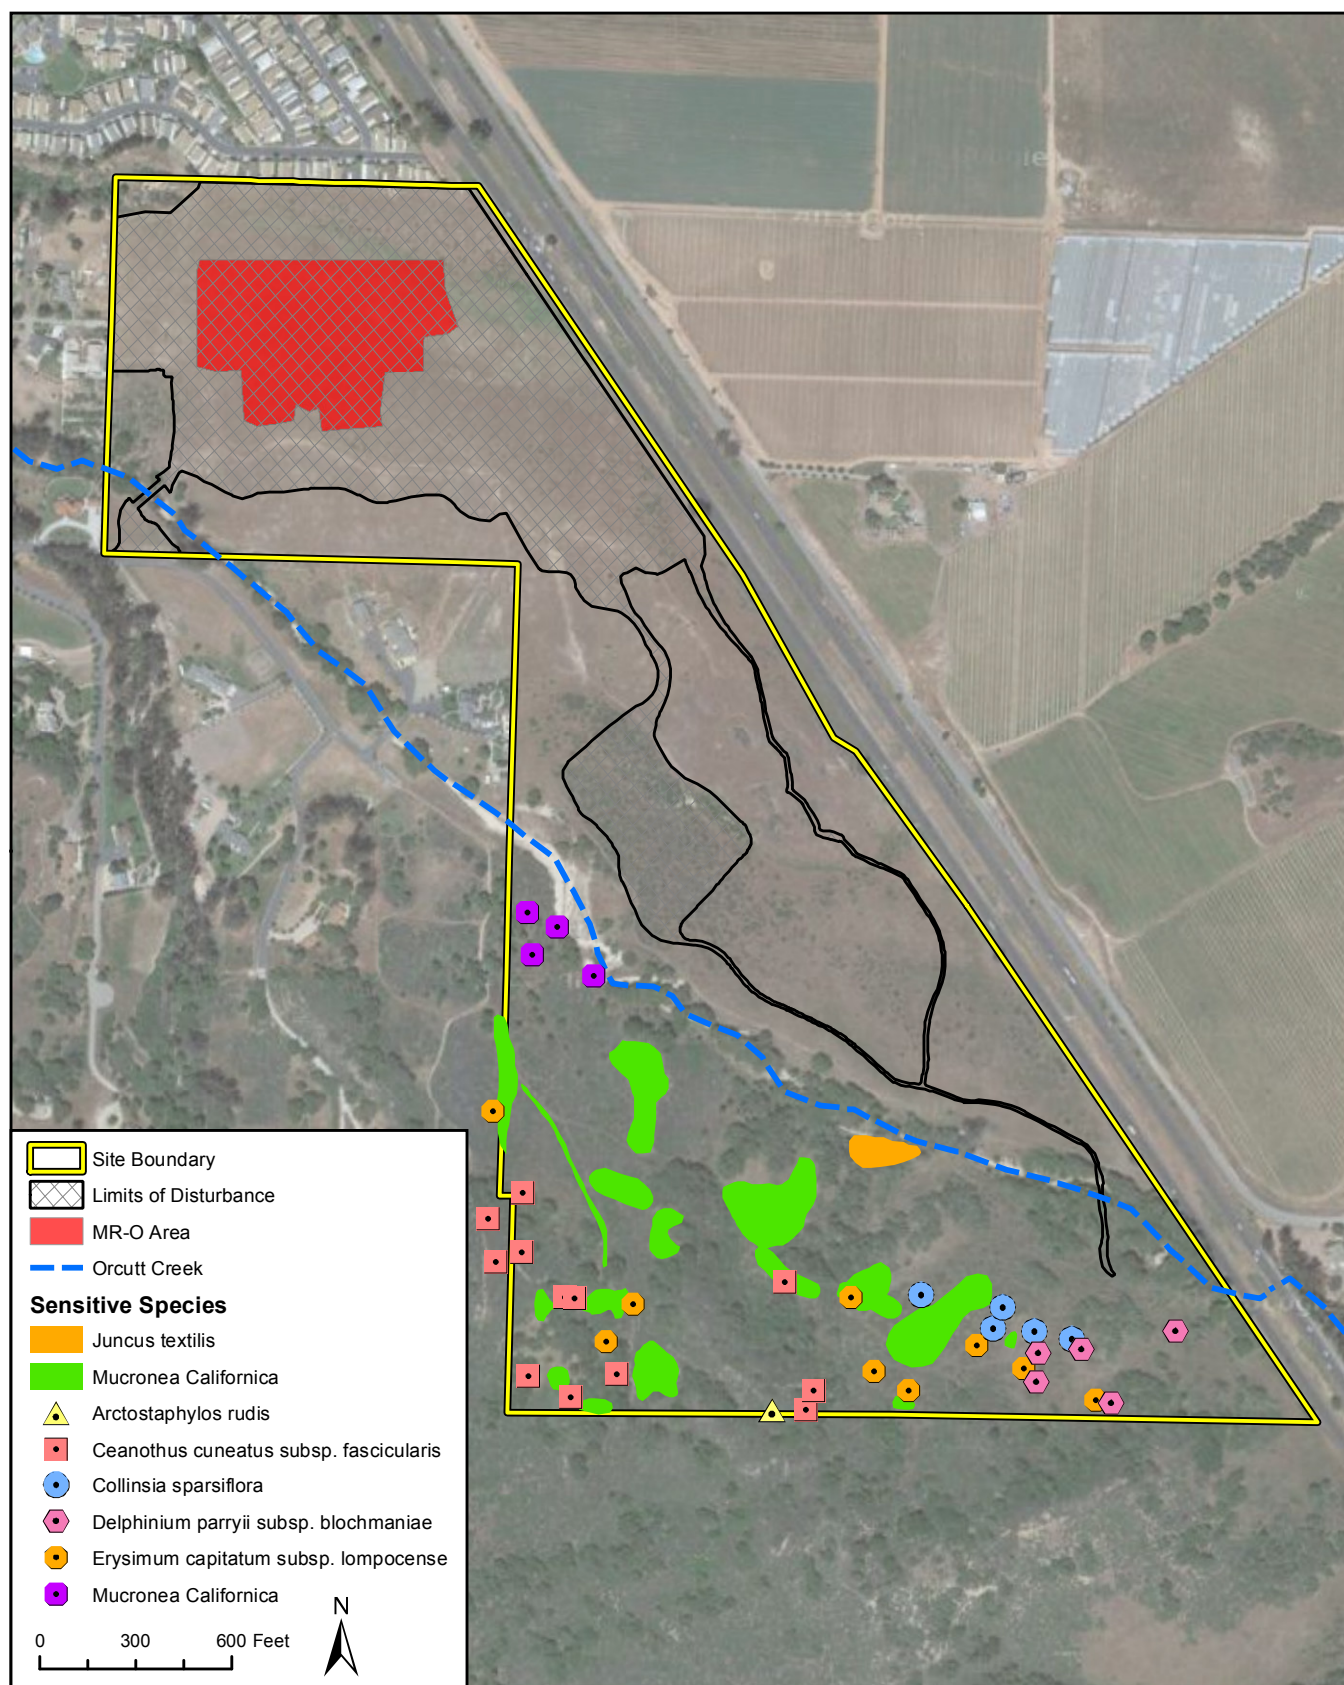 Site Boundary
Limits of Disturbance
MR-O Area
Orcutt Creek
Sensitive Species
Juncus textilis
Mucronea Californica
Arctostaphylos rudis
Ceanothus cuneatus subsp. fascicularis
Collinsia sparsiflora
Delphinium parryii subsp. blochmaniae
Erysimum capitatum subsp. lompocense
Mucronea Californica
N
0 300 600 Feet